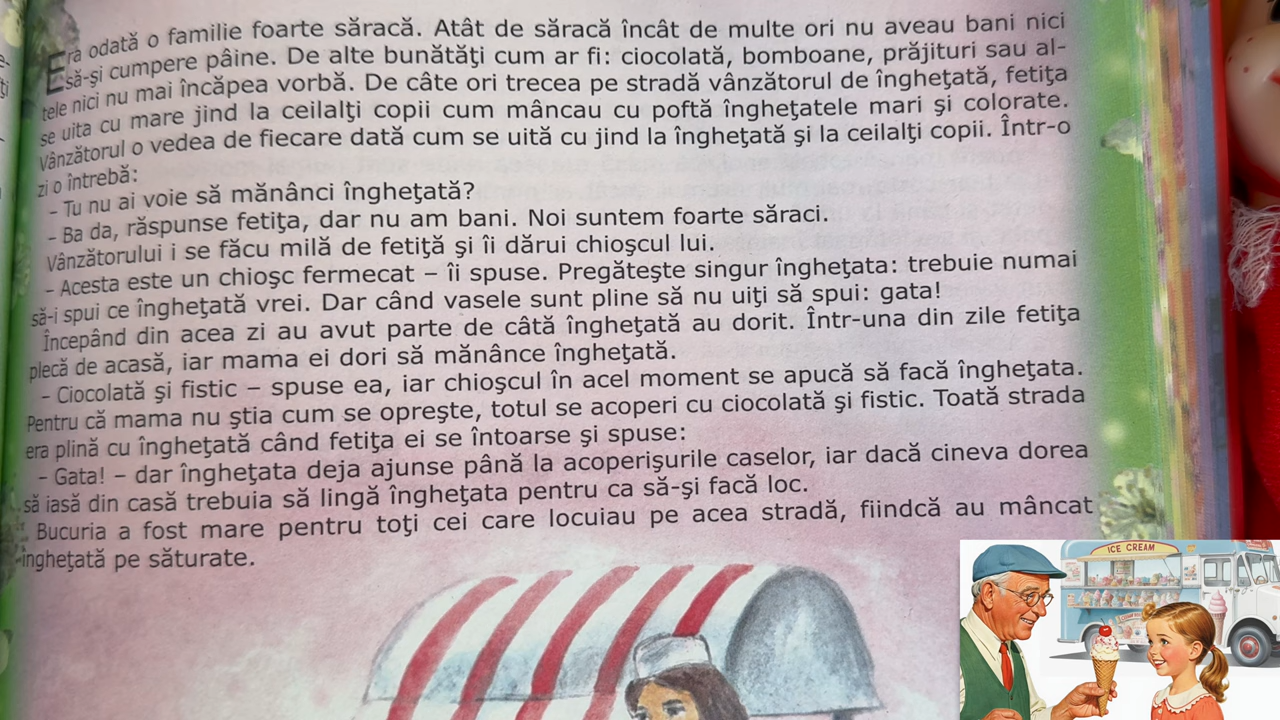 Era odată o familie foarte săracă. Atât de săracă încât de multe ori nu aveau bani nici
să-şi cumpere pâine. De alte bunătăţi cum ar fi: ciocolată, bomboane, prăjituri sau al-
tele nici nu mai încăpea vorbă. De câte ori trecea pe stradă vânzătorul de îngheţată, fetiţa
se uita cu mare jind la ceilalţi copii cum mâncau cu poftă îngheţatele mari şi colorate.
Vânzătorul o vedea de fiecare dată cum se uită cu jind la îngheţată şi la ceilalţi copii. Într-o
zi o întrebă:
– Tu nu ai voie să mănânci îngheţată?
– Ba da, răspunse fetiţa, dar nu am bani. Noi suntem foarte săraci.
Vânzătorului i se făcu milă de fetiţă şi îi dărui chioşcul lui.
– Acesta este un chioşc fermecat – îi spuse. Pregăteşte singur îngheţata: trebuie numai
să-i spui ce îngheţată vrei. Dar când vasele sunt pline să nu uiţi să spui: gata!
Începând din acea zi au avut parte de câtă îngheţată au dorit. Într-una din zile fetiţa
plecă de acasă, iar mama ei dori să mănânce îngheţată.
– Ciocolată şi fistic – spuse ea, iar chioşcul în acel moment se apucă să facă îngheţata.
Pentru că mama nu ştia cum se opreşte, totul se acoperi cu ciocolată şi fistic. Toată strada
era plină cu îngheţată când fetiţa ei se întoarse şi spuse:
– Gata! – dar îngheţata deja ajunse până la acoperişurile caselor, iar dacă cineva dorea
să iasă din casă trebuia să lingă îngheţata pentru ca să-şi facă loc.
Bucuria a fost mare pentru toţi cei care locuiau pe acea stradă, fiindcă au mâncat
îngheţată pe săturate.
ICE CREAM